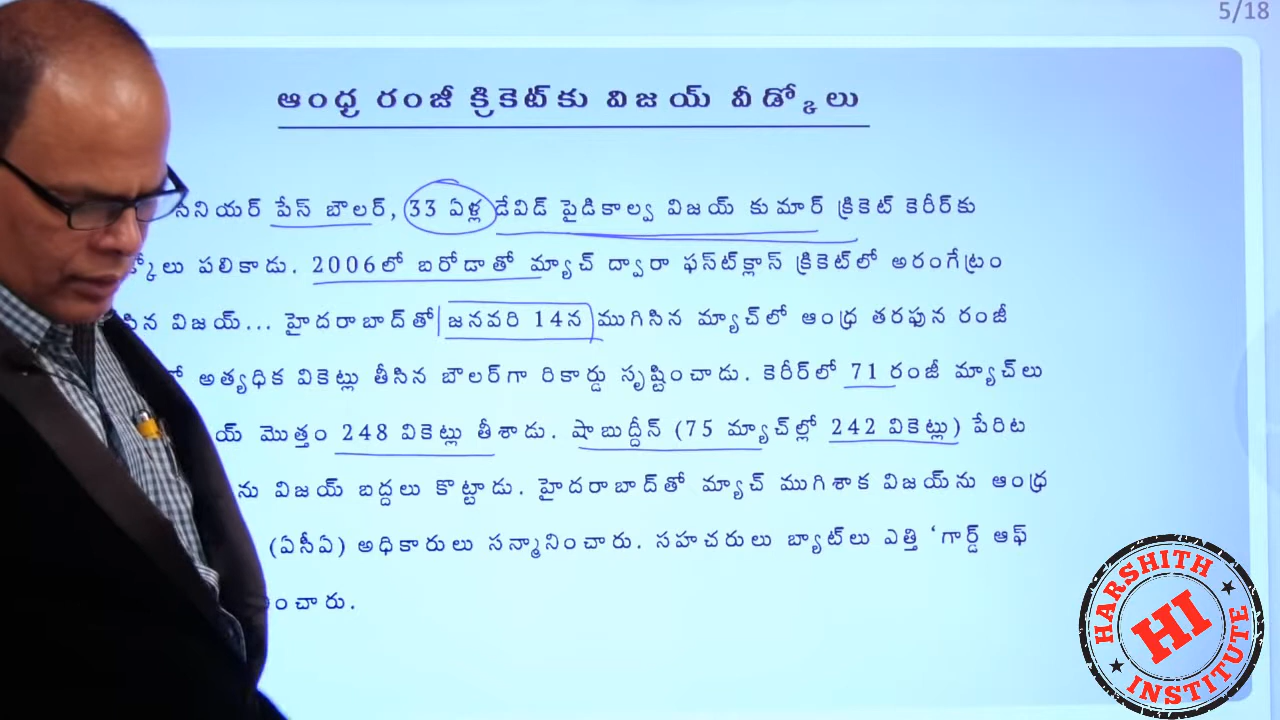 5/18
ఆంధ్ర రంజీ క్రికెట్‌కు విజయ్ వీడ్కోలు
సీనియర్ పేస్ బౌలర్, 33 ఏళ్ల డేవిడ్ పైడికాల్వ విజయ్ కుమార్ క్రికెట్ కెరీర్‌కు
పలికాడు. 2006లో బరోడాతో మ్యాచ్ ద్వారా ఫస్ట్‌క్లాస్ క్రికెట్‌లో అరంగేట్రం
విజయ్... హైదరాబాద్‌తో జనవరి 14న ముగిసిన మ్యాచ్‌లో ఆంధ్ర తరఫున రంజీ
అత్యధిక వికెట్లు తీసిన బౌలర్‌గా రికార్డు సృష్టించాడు. కెరీర్‌లో 71 రంజీ మ్యాచ్‌లు
మొత్తం 248 వికెట్లు తీశాడు. షాబుద్దీన్ (75 మ్యాచ్‌ల్లో 242 వికెట్లు) పేరిట
ను విజయ్ బద్దలు కొట్టాడు. హైదరాబాద్‌తో మ్యాచ్ ముగిశాక విజయ్‌ను ఆంధ్ర
(ఏసీఏ) అధికారులు సన్మానించారు. సహచరులు బ్యాట్‌లు ఎత్తి ‘గార్డ్ ఆఫ్
ంచారు.
HARSHITH
HI
INSTITUTE